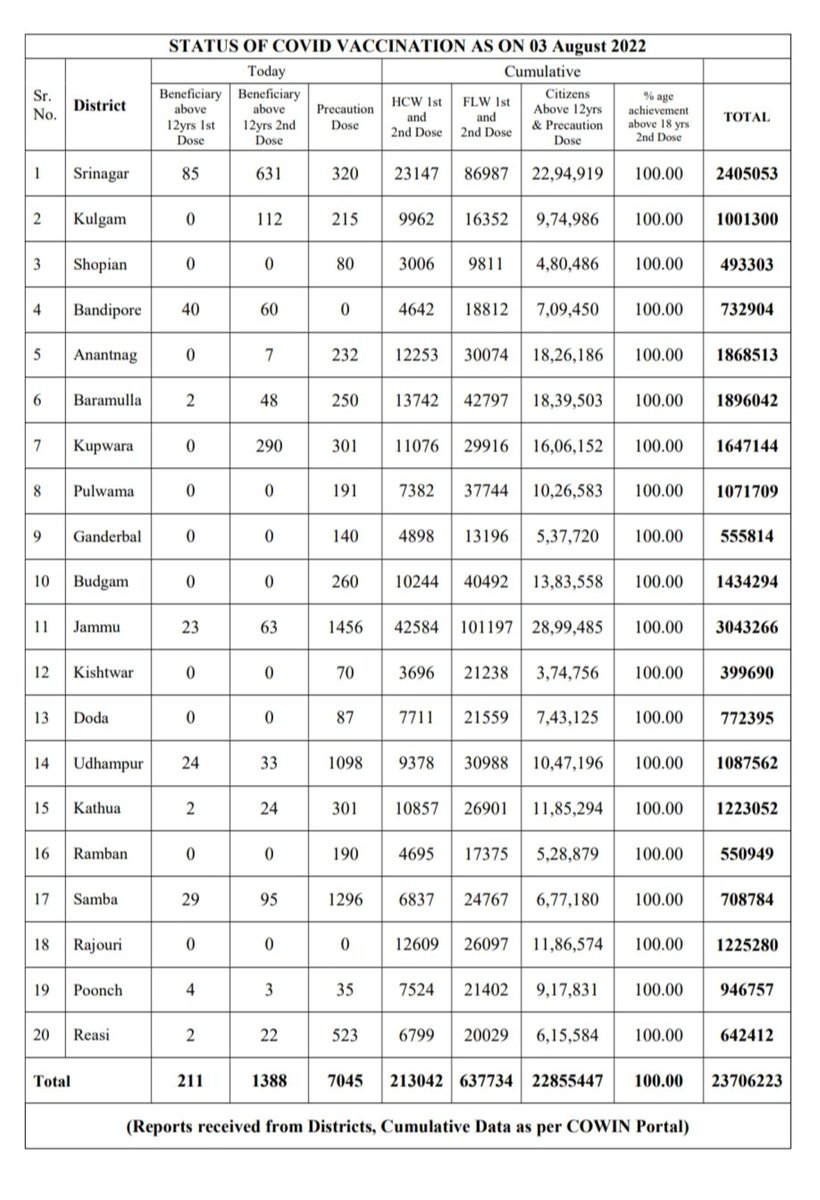 STATUS OF COVID VACCINATION AS ON 03 August 2022
Sr. No. District Today Cumulative
Beneficiary above 12yrs 1st Dose Beneficiary above 12yrs 2nd Dose Precaution Dose HCW 1st and 2nd Dose FLW 1st and 2nd Dose Citizens Above 12yrs & Precaution Dose % age achievement above 18 yrs 2nd Dose TOTAL
1 Srinagar 85 631 320 23147 86987 22,94,919 100.00 2405053
2 Kulgam 0 112 215 9962 16352 9,74,986 100.00 1001300
3 Shopian 0 0 80 3006 9811 4,80,486 100.00 493303
4 Bandipore 40 60 0 4642 18812 7,09,450 100.00 732904
5 Anantnag 0 7 232 12253 30074 18,26,186 100.00 1868513
6 Baramulla 2 48 250 13742 42797 18,39,503 100.00 1896042
7 Kupwara 0 290 301 11076 29916 16,06,152 100.00 1647144
8 Pulwama 0 0 191 7382 37744 10,26,583 100.00 1071709
9 Ganderbal 0 0 140 4898 13196 5,37,720 100.00 555814
10 Budgam 0 0 260 10244 40492 13,83,558 100.00 1434294
11 Jammu 23 63 1456 42584 101197 28,99,485 100.00 3043266
12 Kishtwar 0 0 70 3696 21238 3,74,756 100.00 399690
13 Doda 0 0 87 7711 21559 7,43,125 100.00 772395
14 Udhampur 24 33 1098 9378 30988 10,47,196 100.00 1087562
15 Kathua 2 24 301 10857 26901 11,85,294 100.00 1223052
16 Ramban 0 0 190 4695 17375 5,28,879 100.00 550949
17 Samba 29 95 1296 6837 24767 6,77,180 100.00 708784
18 Rajouri 0 0 0 12609 26097 11,86,574 100.00 1225280
19 Poonch 4 3 35 7524 21402 9,17,831 100.00 946757
20 Reasi 2 22 523 6799 20029 6,15,584 100.00 642412
Total 211 1388 7045 213042 637734 22855447 100.00 23706223
(Reports received from Districts, Cumulative Data as per COWIN Portal)